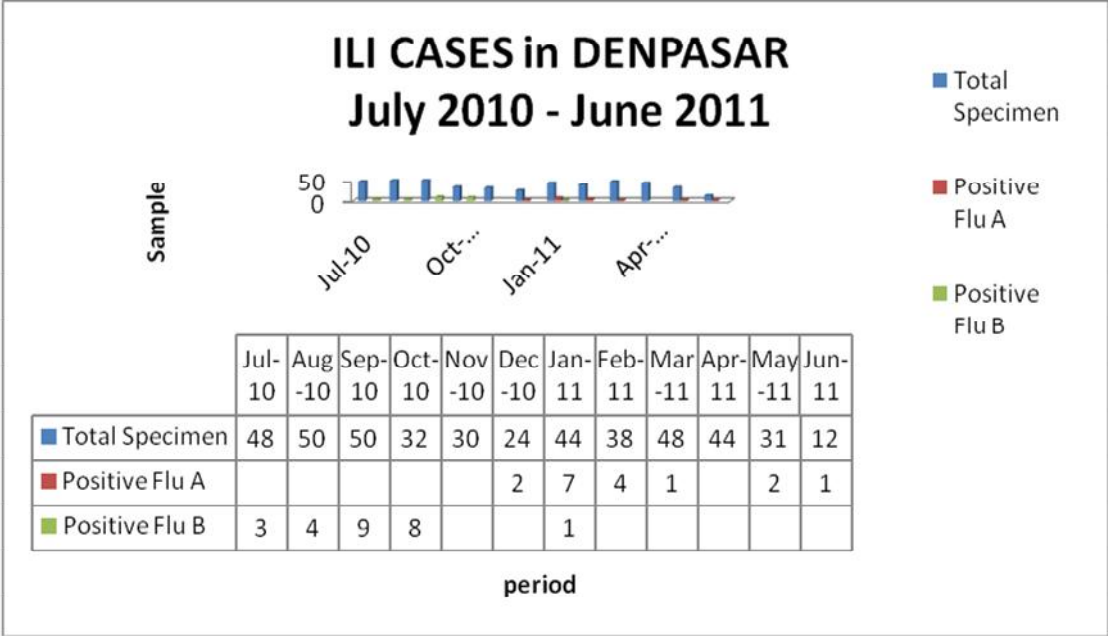 ILI CASES in DENPASAR
July 2010 - June 2011
Total
Specimen
Positive
Flu A
Positive
Flu B
Sample
50
0
Jul-10
Oct-...
Jan-11
Apr-...
Jul-10 Aug-10 Sep-10 Oct-10 Nov-10 Dec-10 Jan-11 Feb-11 Mar-11 Apr-11 May-11 Jun-11
Total Specimen 48 50 50 32 30 24 44 38 48 44 31 12
Positive Flu A 2 7 4 1 2 1
Positive Flu B 3 4 9 8 1
period